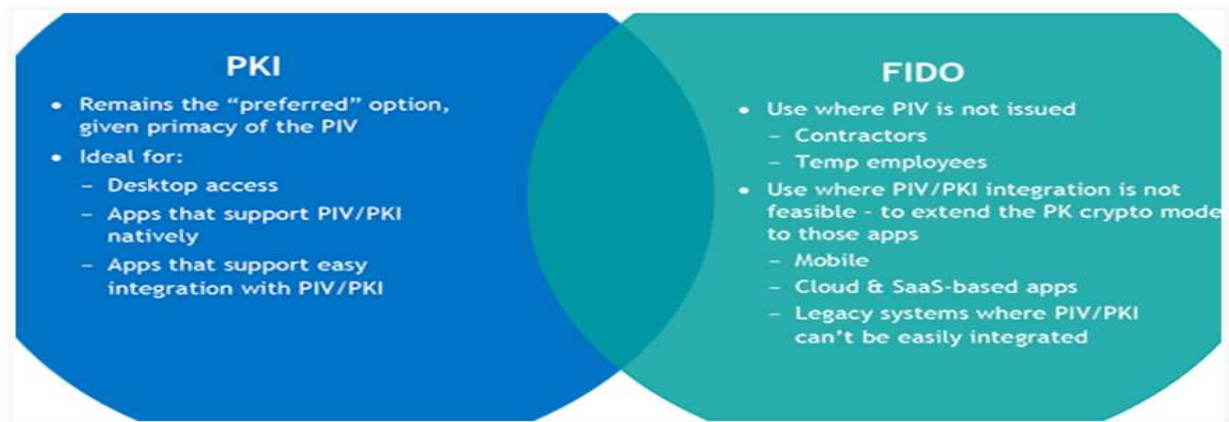 PKI
• Remains the “preferred” option,
given primacy of the PIV
• Ideal for:
– Desktop access
– Apps that support PIV/PKI
natively
– Apps that support easy
integration with PIV/PKI
FIDO
• Use where PIV is not issued
– Contractors
– Temp employees
• Use where PIV/PKI integration is not
feasible - to extend the PK crypto mode
to those apps
– Mobile
– Cloud & SaaS-based apps
– Legacy systems where PIV/PKI
can’t be easily integrated